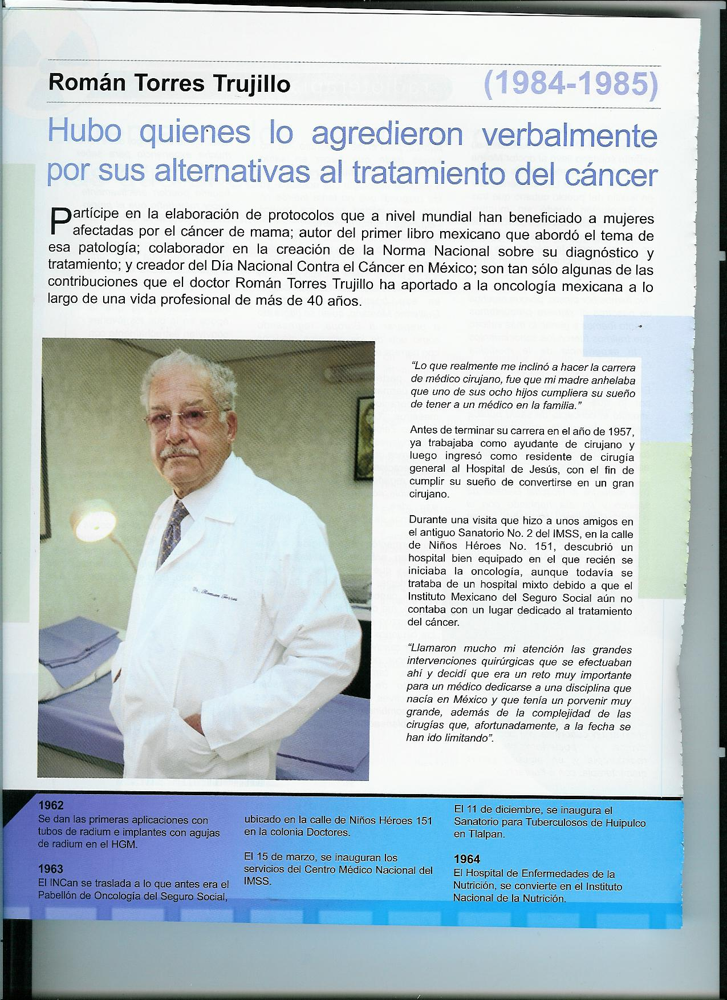 Román Torres Trujillo
(1984-1985)
Hubo quienes lo agredieron verbalmente
por sus alternativas al tratamiento del cáncer
Partícipe en la elaboración de protocolos que a nivel mundial han beneficiado a mujeres
afectadas por el cáncer de mama; autor del primer libro mexicano que abordó el tema de
esa patología; colaborador en la creación de la Norma Nacional sobre su diagnóstico y
tratamiento; y creador del Día Nacional Contra el Cáncer en México; son tan sólo algunas de las
contribuciones que el doctor Román Torres Trujillo ha aportado a la oncología mexicana a lo
largo de una vida profesional de más de 40 años.
“Lo que realmente me inclinó a hacer la carrera
de médico cirujano, fue que mi madre anhelaba
que uno de sus ocho hijos cumpliera su sueño
de tener a un médico en la familia.”
Antes de terminar su carrera en el año de 1957,
ya trabajaba como ayudante de cirujano y
luego ingresó como residente de cirugía
general al Hospital de Jesús, con el fin de
cumplir su sueño de convertirse en un gran
cirujano.
Durante una visita que hizo a unos amigos en
el antiguo Sanatorio No. 2 del IMSS, en la calle
de Niños Héroes No. 151, descubrió un
hospital bien equipado en el que recién se
iniciaba la oncología, aunque todavía se
trataba de un hospital mixto debido a que el
Instituto Mexicano del Seguro Social aún no
contaba con un lugar dedicado al tratamiento
del cáncer.
“Llamaron mucho mi atención las grandes
intervenciones quirúrgicas que se efectuaban
ahí y decidí que era un reto muy importante
para un médico dedicarse a una disciplina que
nacía en México y que tenía un porvenir muy
grande, además de la complejidad de las
cirugías que, afortunadamente, a la fecha se
han ido limitando”.
Dr. Roman Torres
1962
Se dan las primeras aplicaciones con
tubos de radium e implantes con agujas
de radium en el HGM.
1963
El INCan se traslada a lo que antes era el
Pabellón de Oncología del Seguro Social,
ubicado en la calle de Niños Héroes 151
en la colonia Doctores.
El 15 de marzo, se inauguran los
servicios del Centro Médico Nacional del
IMSS.
El 11 de diciembre, se inaugura el
Sanatorio para Tuberculosos de Huipulco
en Tlalpan.
1964
El Hospital de Enfermedades de la
Nutrición, se convierte en el Instituto
Nacional de la Nutrición.